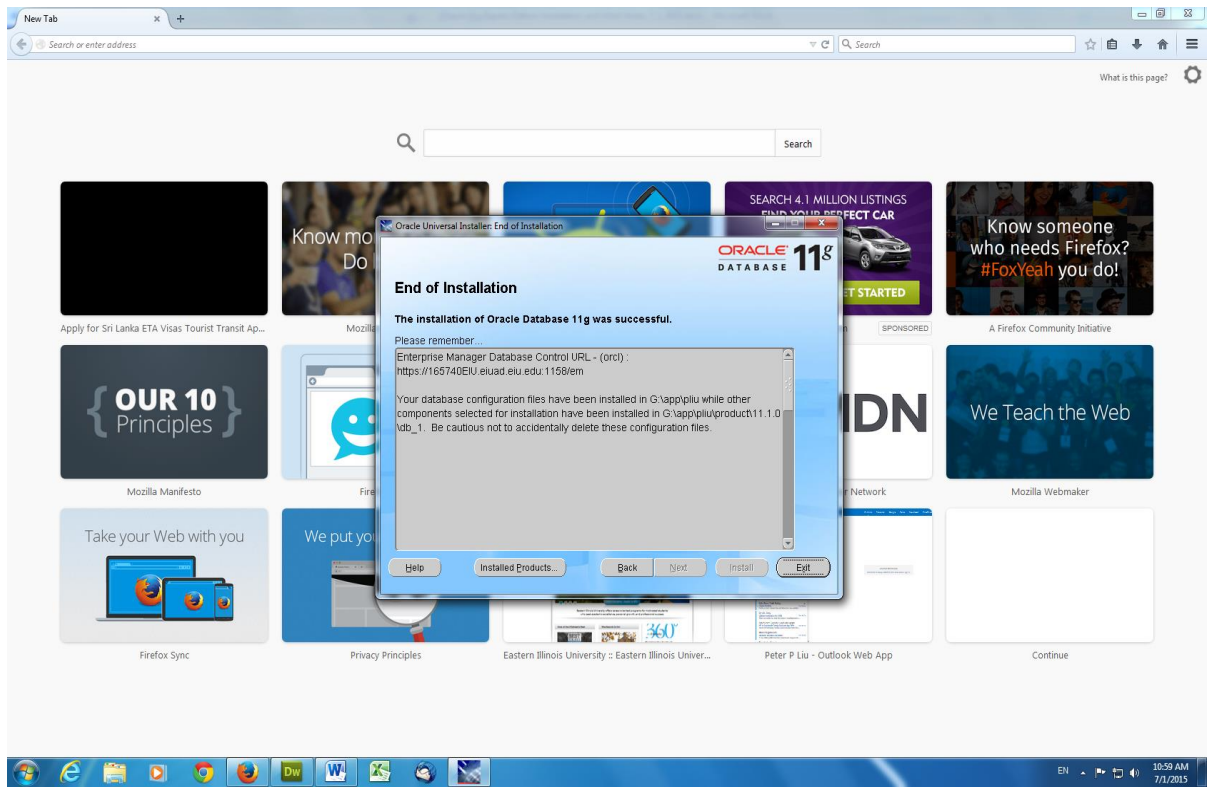 New Tab
Search or enter address
Search
What is this page?
Search
Know mo
Do
SEARCH 4.1 MILLION LISTINGS
FIND YOUR PERFECT CAR
GET STARTED
Know someone
who needs Firefox?
#FoxYeah you do!
Apply for Sri Lanka ETA Visas Tourist Transit Ap...
Mozilla
SPONSORED
A Firefox Community Initiative
Oracle Universal Installer: End of Installation
ORACLE
DATABASE 11g
End of Installation
The installation of Oracle Database 11g was successful.
Please remember...
Enterprise Manager Database Control URL - (orcl) :
https://165740EIU.eiuad.eiu.edu:1158/em
Your database configuration files have been installed in G:\app\pliu while other
components selected for installation have been installed in G:\app\pliu\product\11.1.0
\db_1. Be cautious not to accidentally delete these configuration files.
Help
Installed Products...
Back
Next
Install
Exit
{ OUR 10 }
Principles
DN
We Teach the Web
Mozilla Manifesto
Fire
Network
Mozilla Webmaker
Take your Web with you
We put you
360°
Firefox Sync
Privacy Principles
Eastern Illinois University :: Eastern Illinois Univer...
Peter P Liu - Outlook Web App
Continue
Dw
W
EN
10:59 AM
7/1/2015